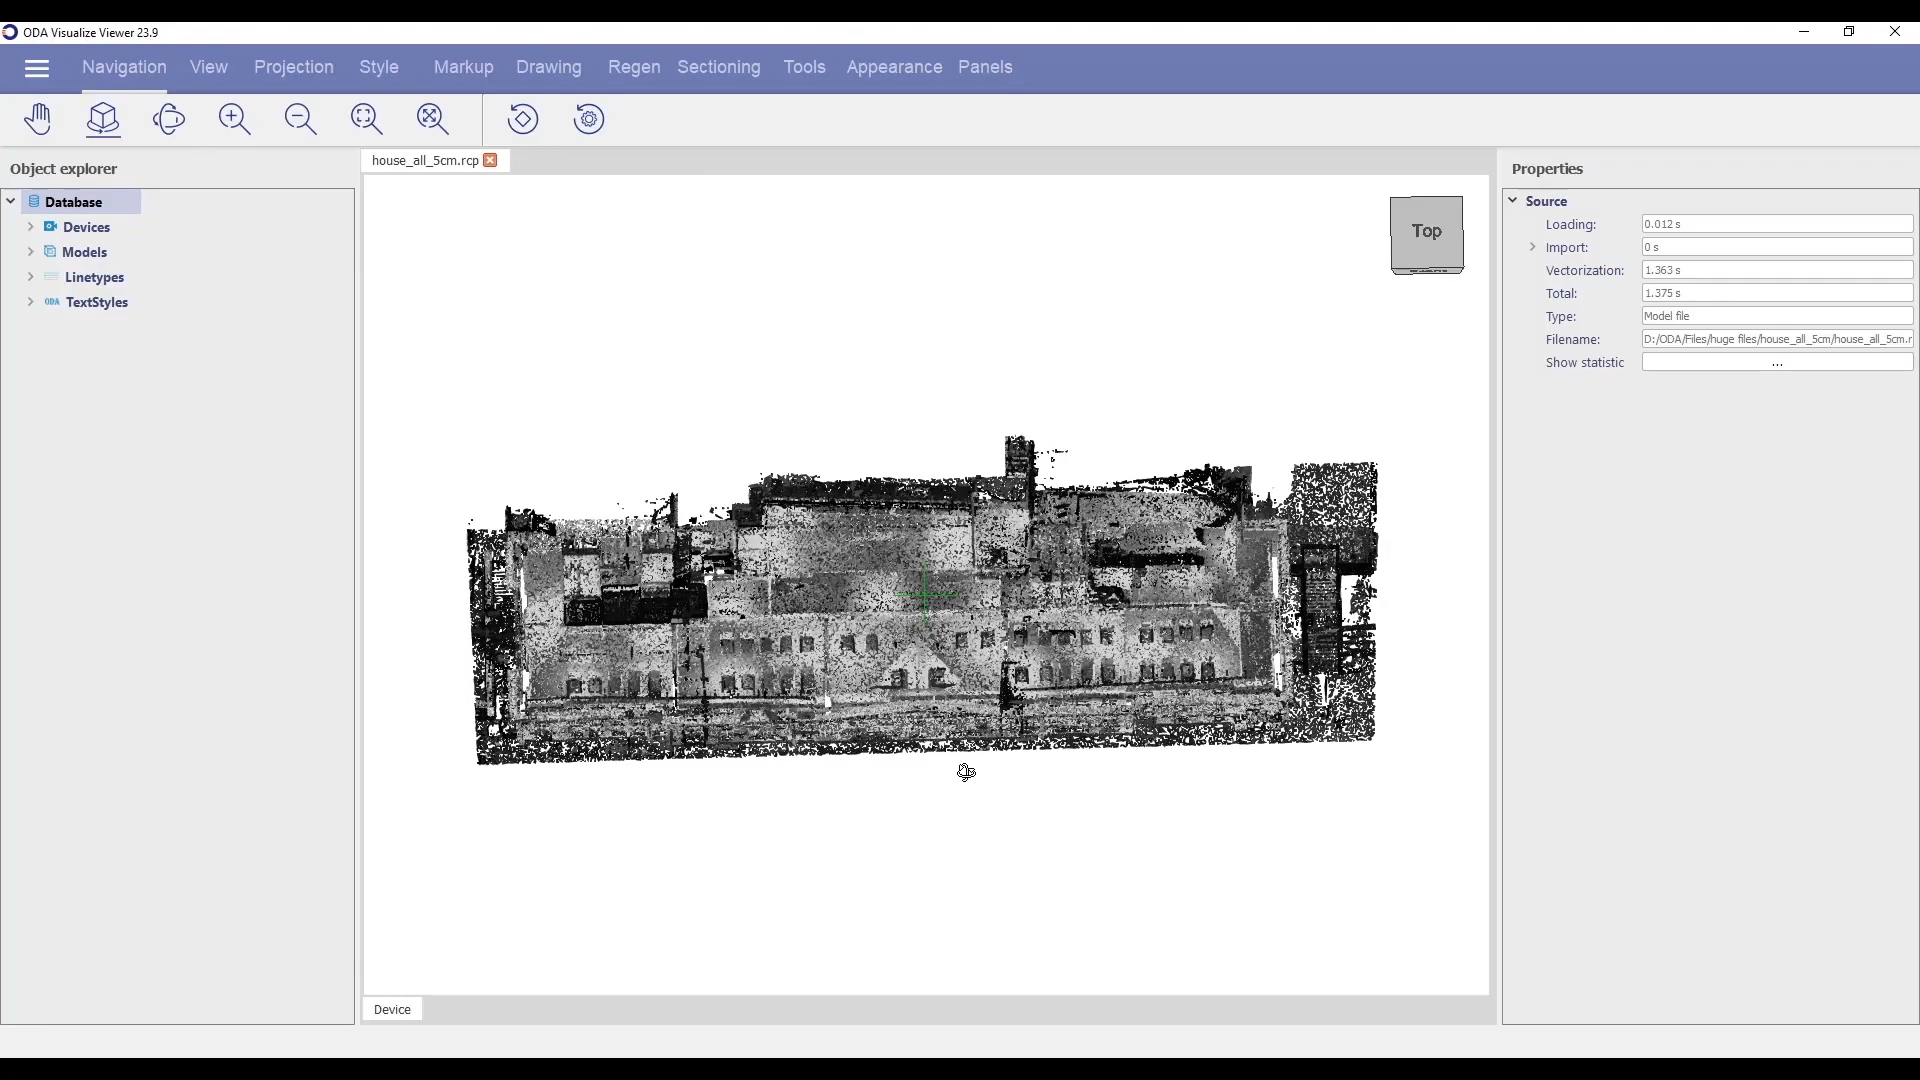 ODA Visualize Viewer 23.9
Navigation View Projection Style Markup Drawing Regen Sectioning Tools Appearance Panels
Object explorer
house_all_5cm.rcp
Properties
Database
Devices
Models
Linetypes
ODA TextStyles
Top
Source
Loading: 0.012 s
Import: 0 s
Vectorization: 1.363 s
Total: 1.375 s
Type: Model file
Filename: D:/ODA/Files/huge files/house_all_5cm/house_all_5cm.r
Show statistic ...
Device